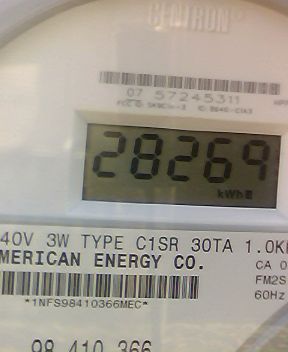 CENTRON®
07 57245311
28269
kWh
40V 3W TYPE C1SR 30TA 1.0K
MERICAN ENERGY CO.
CA 0
FM2S
60Hz
*1NFS98410366MEC*
98 410 366